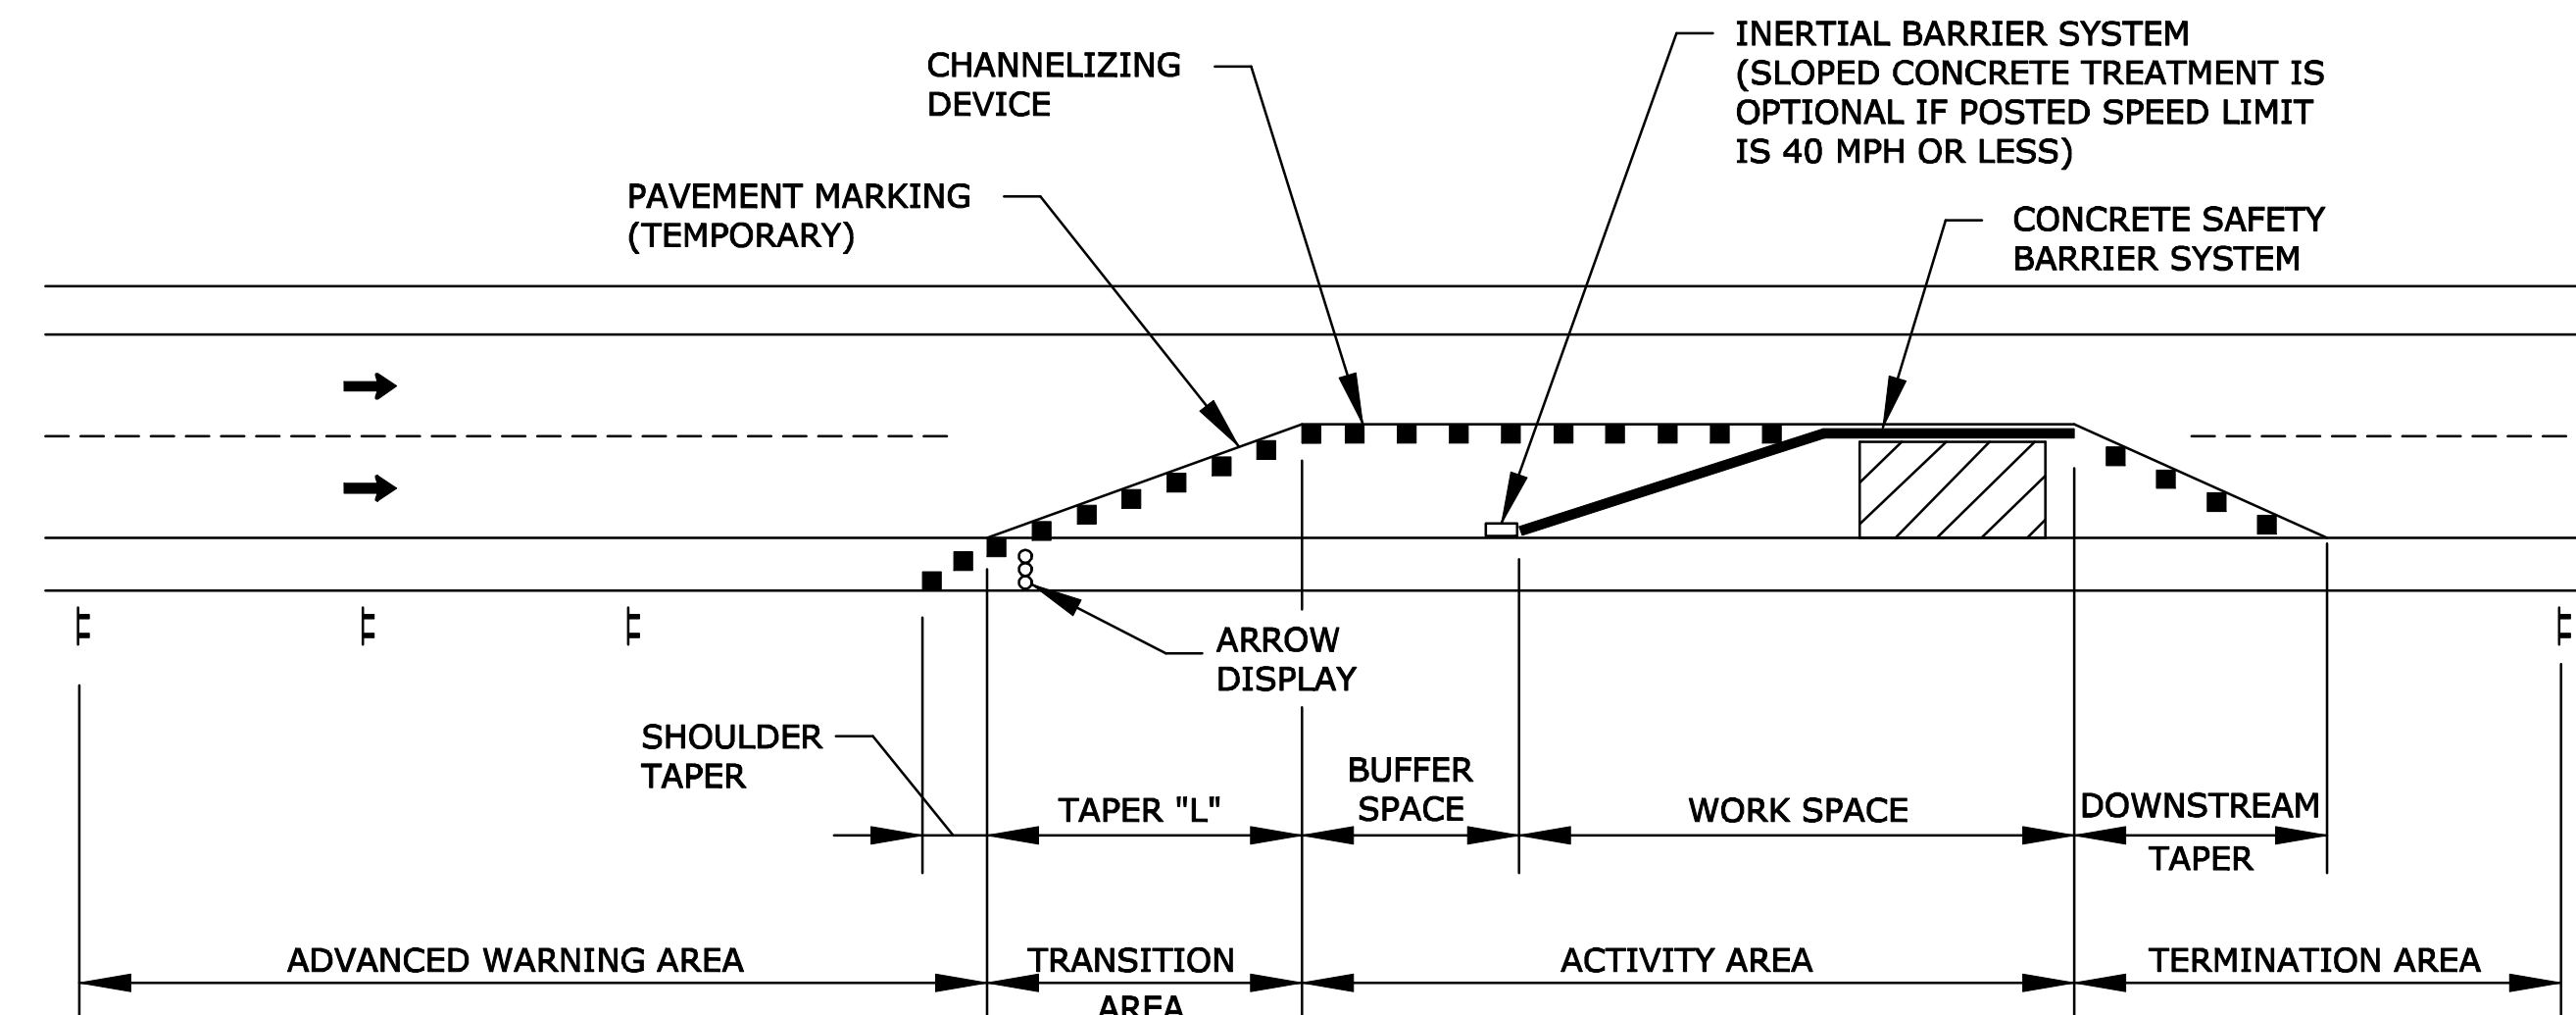 INERTIAL BARRIER SYSTEM
(SLOPED CONCRETE TREATMENT IS
OPTIONAL IF POSTED SPEED LIMIT
IS 40 MPH OR LESS)
CHANNELIZING
DEVICE
PAVEMENT MARKING
(TEMPORARY)
CONCRETE SAFETY
BARRIER SYSTEM
ARROW
DISPLAY
SHOULDER
TAPER
TAPER "L"
BUFFER
SPACE
WORK SPACE
DOWNSTREAM
TAPER
ADVANCED WARNING AREA
TRANSITION
AREA
ACTIVITY AREA
TERMINATION AREA